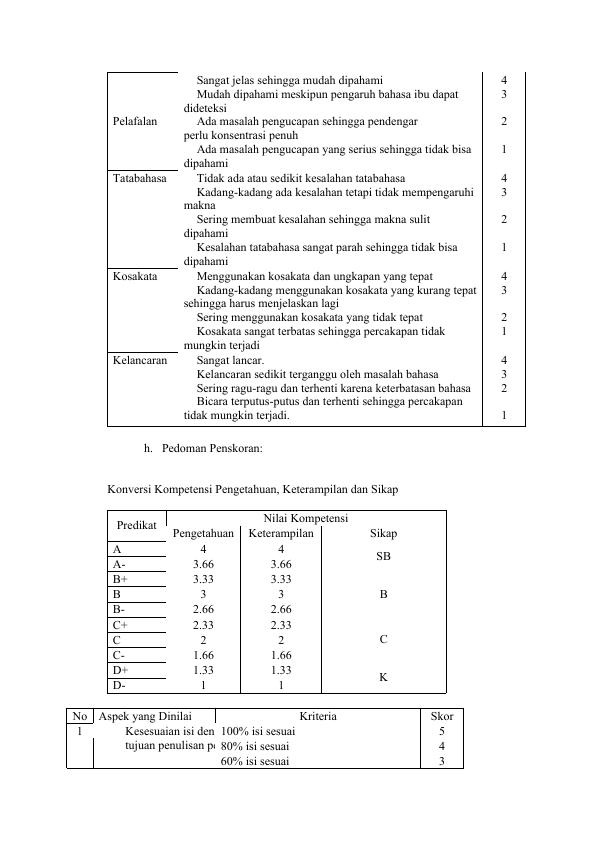 Sangat jelas sehingga mudah dipahami 4
Mudah dipahami meskipun pengaruh bahasa ibu dapat 3
dideteksi
Pelafalan Ada masalah pengucapan sehingga pendengar 2
perlu konsentrasi penuh
Ada masalah pengucapan yang serius sehingga tidak bisa 1
dipahami
Tatabahasa Tidak ada atau sedikit kesalahan tatabahasa 4
Kadang-kadang ada kesalahan tetapi tidak mempengaruhi 3
makna
Sering membuat kesalahan sehingga makna sulit 2
dipahami
Kesalahan tatabahasa sangat parah sehingga tidak bisa 1
dipahami
Kosakata Menggunakan kosakata dan ungkapan yang tepat 4
Kadang-kadang menggunakan kosakata yang kurang tepat 3
sehingga harus menjelaskan lagi
Sering menggunakan kosakata yang tidak tepat 2
Kosakata sangat terbatas sehingga percakapan tidak 1
mungkin terjadi
Kelancaran Sangat lancar. 4
Kelancaran sedikit terganggu oleh masalah bahasa 3
Sering ragu-ragu dan terhenti karena keterbatasan bahasa 2
Bicara terputus-putus dan terhenti sehingga percakapan
tidak mungkin terjadi. 1
h. Pedoman Penskoran:
Konversi Kompetensi Pengetahuan, Keterampilan dan Sikap
Predikat Nilai Kompetensi
Pengetahuan Keterampilan Sikap
A 4 4 SB
A- 3.66 3.66
B+ 3.33 3.33
B 3 3 B
B- 2.66 2.66
C+ 2.33 2.33
C 2 2 C
C- 1.66 1.66
D+ 1.33 1.33 K
D- 1 1
No Aspek yang Dinilai Kriteria Skor
1 Kesesuaian isi den 100% isi sesuai 5
tujuan penulisan 80% isi sesuai 4
60% isi sesuai 3